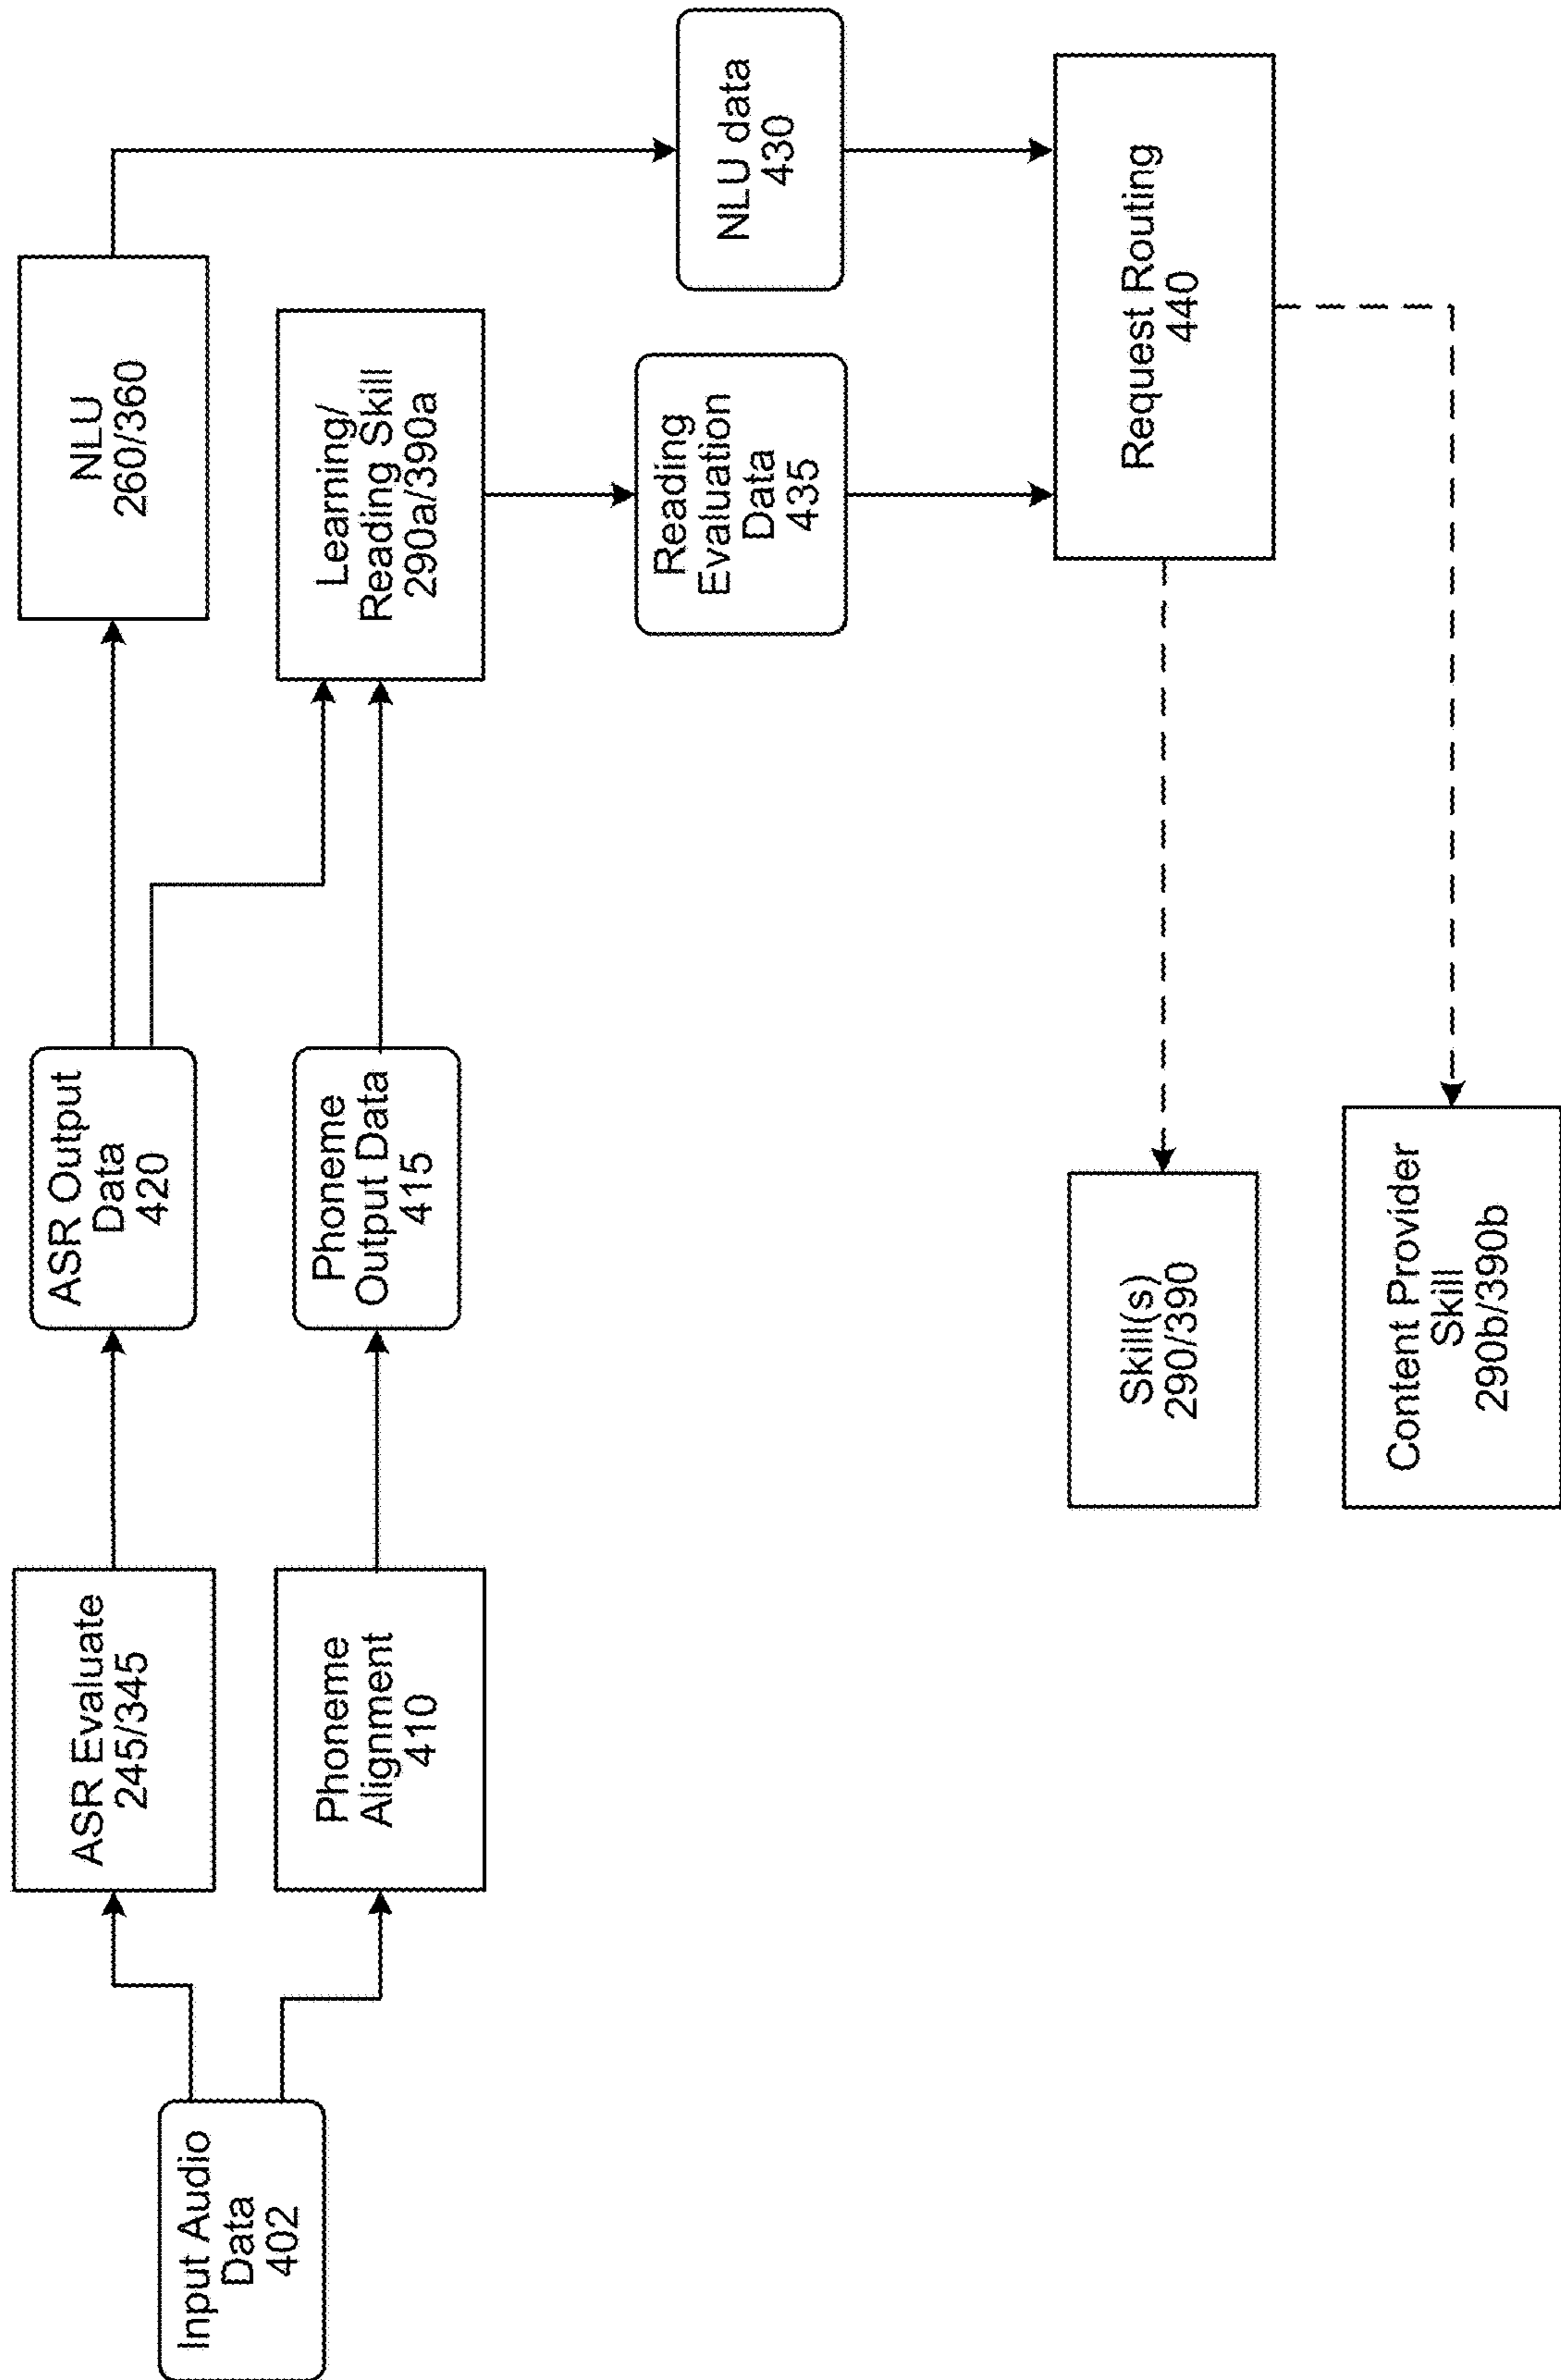 Input Audio
Data
402
ASR Evaluate
245/345
Phoneme
Alignment
410
ASR Output
Data
420
Phoneme
Output Data
415
NLU
260/360
Learning/
Reading Skill
290a/390a
NLU data
430
Reading
Evaluation
Data
435
Request Routing
440
Skill(s)
290/390
Content Provider
Skill
290b/390b